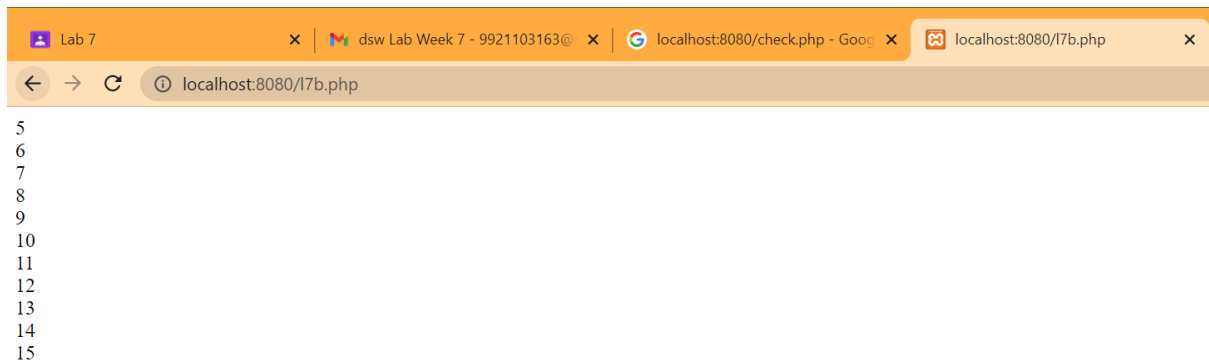 Lab 7
dsw Lab Week 7 - 9921103163@
localhost:8080/check.php - Goog
localhost:8080/l7b.php
localhost:8080/l7b.php
5
6
7
8
9
10
11
12
13
14
15